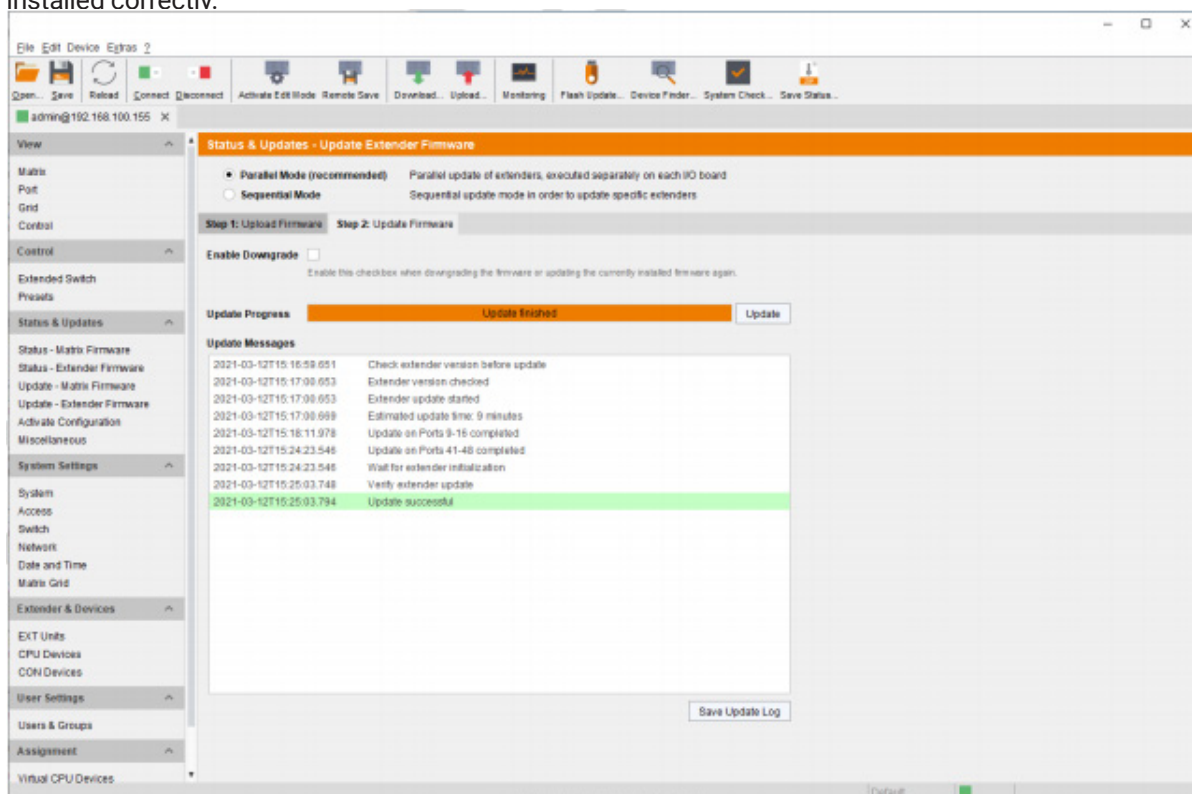 installed correctly.
File Edit Device Extras ?
Open... Save Reload Connect Disconnect Activate Edit Mode Remote Save Download... Upload... Monitoring Flash Update... Device Finder... System Check... Save Status...
admin@192.168.100.155
View
Matrix
Port
Grid
Control
Control
Extended Switch
Presets
Status & Updates
Status - Matrix Firmware
Status - Extender Firmware
Update - Matrix Firmware
Update - Extender Firmware
Activate Configuration
Miscellaneous
System Settings
System
Access
Switch
Network
Date and Time
Matrix Grid
Extender & Devices
EXT Units
CPU Devices
CON Devices
User Settings
Users & Groups
Assignment
Virtual CPU Devices
Status & Updates - Update Extender Firmware
Parallel Mode (recommended) Parallel update of extenders, executed separately on each I/O board
Sequential Mode Sequential update mode in order to update specific extenders
Step 1: Upload Firmware Step 2: Update Firmware
Enable Downgrade
Enable this checkbox when downgrading the firmware or updating the currently installed firmware again.
Update Progress Update finished Update
Update Messages
2021-03-12T15:16:59.651 Check extender version before update
2021-03-12T15:17:00.653 Extender version checked
2021-03-12T15:17:00.653 Extender update started
2021-03-12T15:17:00.669 Estimated update time: 9 minutes
2021-03-12T15:18:11.978 Update on Ports 9-16 completed
2021-03-12T15:24:23.546 Update on Ports 41-48 completed
2021-03-12T15:24:23.546 Wait for extender initialization
2021-03-12T15:25:03.748 Verify extender update
2021-03-12T15:25:03.794 Update successful
Save Update Log
Default